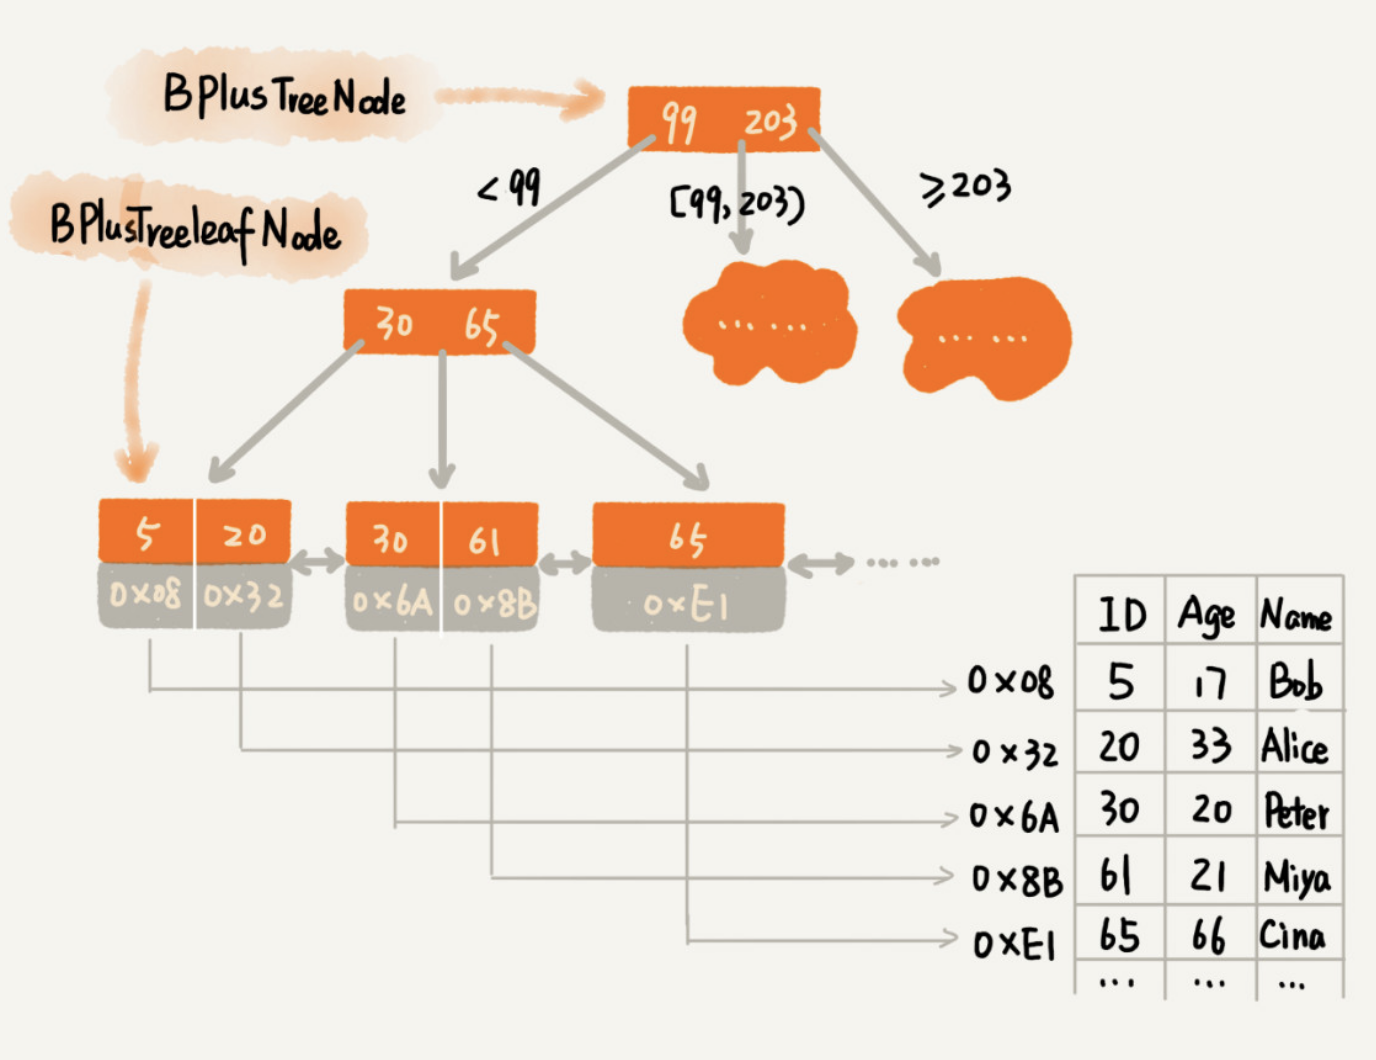 BPlusTreeNode
99 203
< 99
[99, 203)
≥203
BPlusTreeleafNode
30 65
... ...
... ...
5 20
30 61
65
0x08 0x32
0x6A 0x8B
0xE1
... ...
ID Age Name
0x08 5 17 Bob
0x32 20 33 Alice
0x6A 30 20 Peter
0x8B 61 21 Miya
0xE1 65 66 Cina
... ... ...